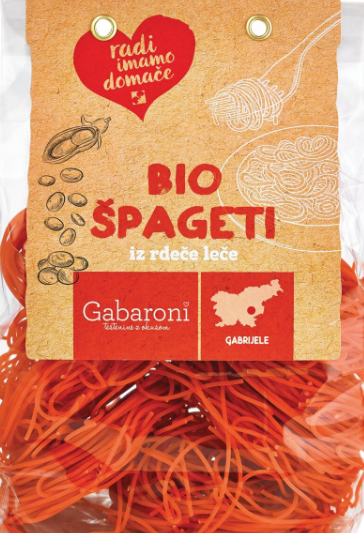 radi
imamo
domače
BIO
ŠPAGETI
iz rdeče leče
Gabaroni
testenine z okusom
GABRIJELE